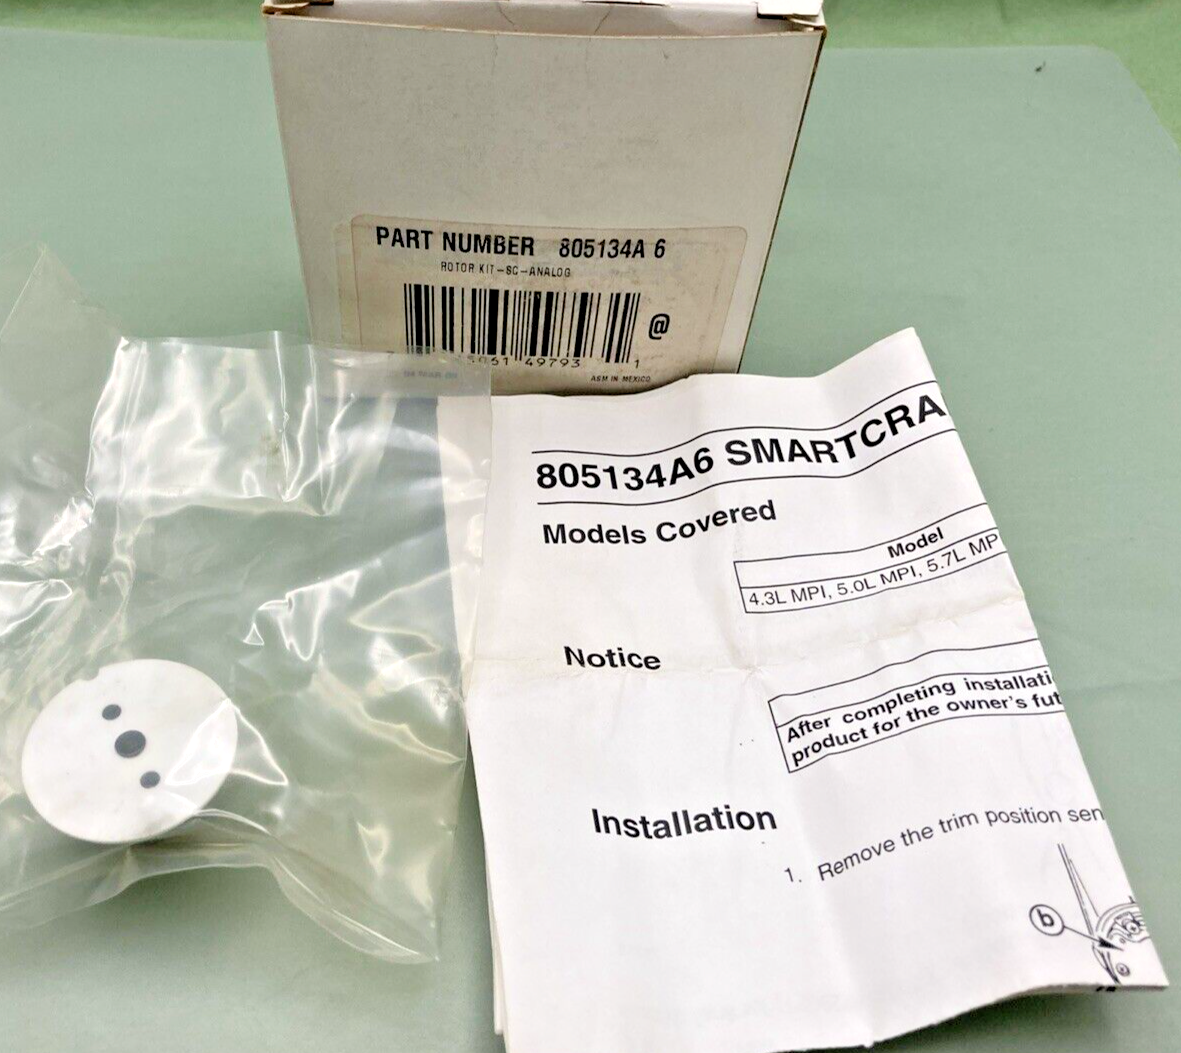 PART NUMBER 805134A 6
ROTOR KIT-SC-ANALOG
@
49793 1
ASM IN MEXICO
805134A6 SMARTCRA
Models Covered
Model
4.3L MPI, 5.0L MPI, 5.7L MP
Notice
After completing installati
product for the owner's fut
Installation
1. Remove the trim position sen
b